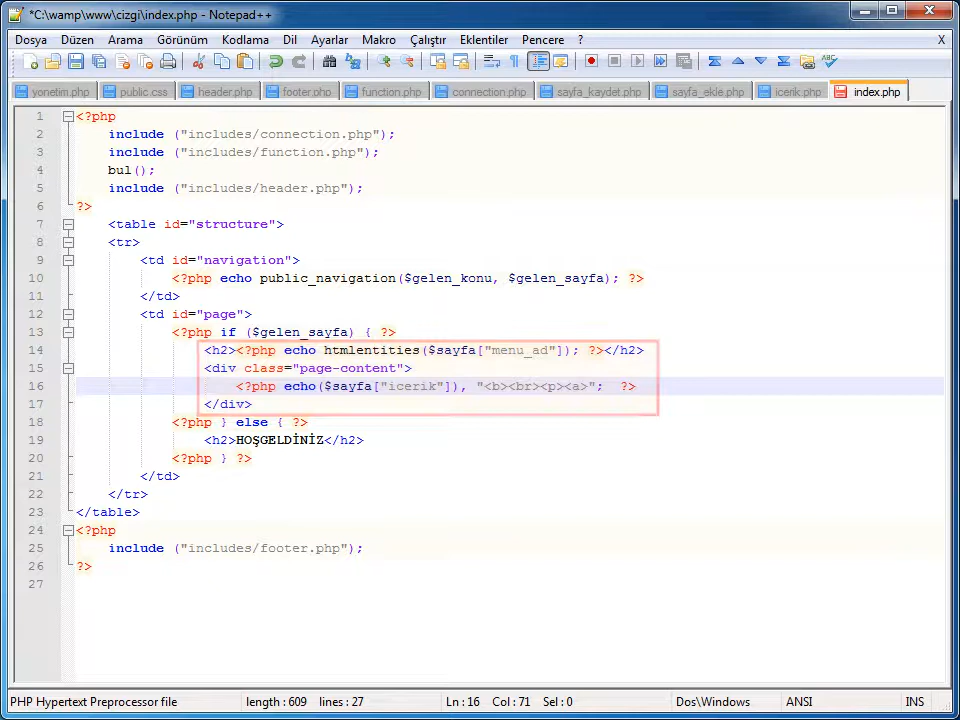 *C:\wamp\www\cizgi\index.php - Notepad++
Dosya Düzen Arama Görünüm Kodlama Dil Ayarlar Makro Çalıştır Eklentiler Pencere ? X
yonetim.php public.css header.php footer.php function.php connection.php sayfa_kaydet.php sayfa_ekle.php icerik.php index.php
1 <?php
2 include ("includes/connection.php");
3 include ("includes/function.php");
4 bul();
5 include ("includes/header.php");
6 ?>
7 <table id="structure">
8 <tr>
9 <td id="navigation">
10 <?php echo public_navigation($gelen_konu, $gelen_sayfa); ?>
11 </td>
12 <td id="page">
13 <?php if ($gelen_sayfa) { ?>
14 <h2><?php echo htmlentities($sayfa["menu_ad"]); ?></h2>
15 <div class="page-content">
16 <?php echo($sayfa["icerik"]), "<b><br><p><a>"; ?>
17 </div>
18 <?php } else { ?>
19 <h2>HOŞGELDİNİZ</h2>
20 <?php } ?>
21 </td>
22 </tr>
23 </table>
24 <?php
25 include ("includes/footer.php");
26 ?>
27
PHP Hypertext Preprocessor file length : 609 lines : 27 Ln : 16 Col : 71 Sel : 0 Dos\Windows ANSI INS